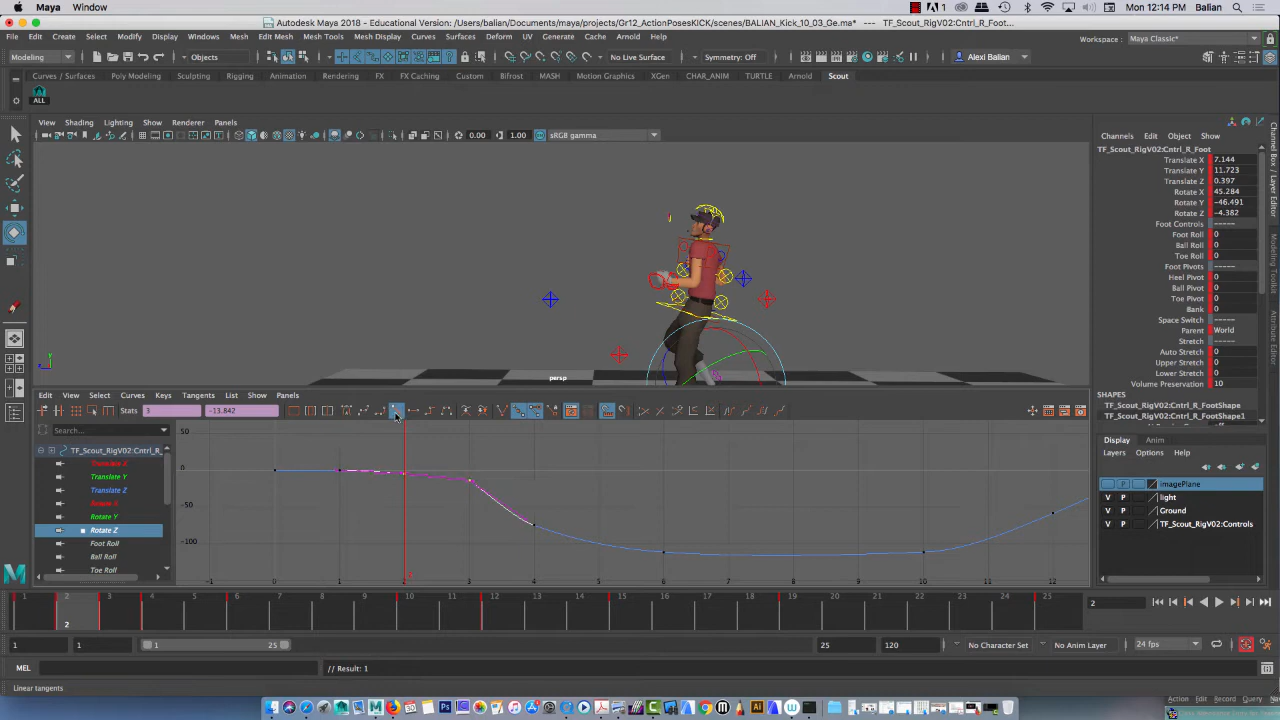 Maya Window
Mon 12:14 PM Balian
Autodesk Maya 2018 - Educational Version: /Users/balian/Documents/maya/projects/Gr12_ActionPosesKICK/scenes/BALIAN_Kick_10_03_Ge.ma* --- TF_Scout_RigV02:Cntrl_R_Foot...
File Edit Create Select Modify Display Windows Mesh Edit Mesh Mesh Tools Mesh Display Curves Surfaces Deform UV Generate Cache Arnold Help
Workspace : Maya Classic*
Modeling Objects No Live Surface Symmetry: Off Alexi Balian
Curves / Surfaces Poly Modeling Sculpting Rigging Animation Rendering FX FX Caching Custom Bifrost MASH Motion Graphics XGen CHAR_ANIM TURTLE Arnold Scout
ALL
View Shading Lighting Show Renderer Panels
0.00 1.00 sRGB gamma
persp
Channels Edit Object Show
TF_Scout_RigV02:Cntrl_R_Foot
Translate X 7.144
Translate Y 11.723
Translate Z 0.397
Rotate X 45.284
Rotate Y -46.491
Rotate Z -4.382
Foot Controls -----
Foot Roll 0
Ball Roll 0
Toe Roll 0
Foot Pivots -----
Heel Pivot 0
Ball Pivot 0
Toe Pivot 0
Bank 0
Space Switch -----
Parent World
Stretch -----
Auto Stretch 0
Upper Stretch 0
Lower Stretch 0
Volume Preservation 10
SHAPES
TF_Scout_RigV02:Cntrl_R_FootShape
TF_Scout_RigV02:Cntrl_R_FootShape1
Channel Box / Layer Editor
Modeling Toolkit
Attribute Editor
Display Anim
Layers Options Help
imagePlane
V P light
V P Ground
V P TF_Scout_RigV02:Controls
Edit View Select Curves Keys Tangents List Show Panels
Stats 3 -13.842
Search...
TF_Scout_RigV02:Cntrl_R
Translate X
Translate Y
Translate Z
Rotate X
Rotate Y
Rotate Z
Foot Roll
Ball Roll
Toe Roll
50
0
-50
-100
-1 0 1 2 3 4 5 6 7 8 9 10 11 12
1 2 3 4 5 6 7 8 9 10 11 12 13 14 15 16 17 18 19 20 21 22 23 24 25
2
2
1 1 1 25 25 120 No Character Set No Anim Layer 24 fps
MEL // Result: 1
Linear tangents
Action Edit Record Query